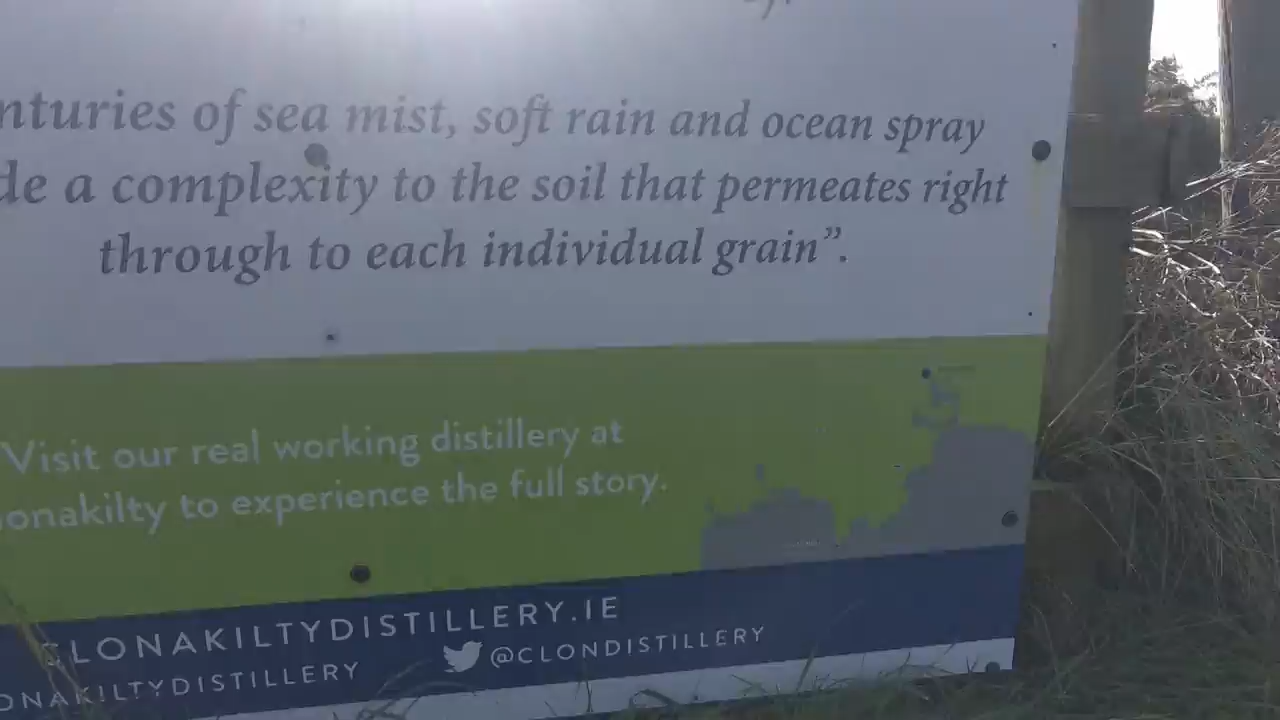 nturies of sea mist, soft rain and ocean spray
de a complexity to the soil that permeates right
through to each individual grain”.
Visit our real working distillery at
onakilty to experience the full story.
CLONAKILTYDISTILLERY.IE
ONAKILTYDISTILLERY
@CLONDISTILLERY